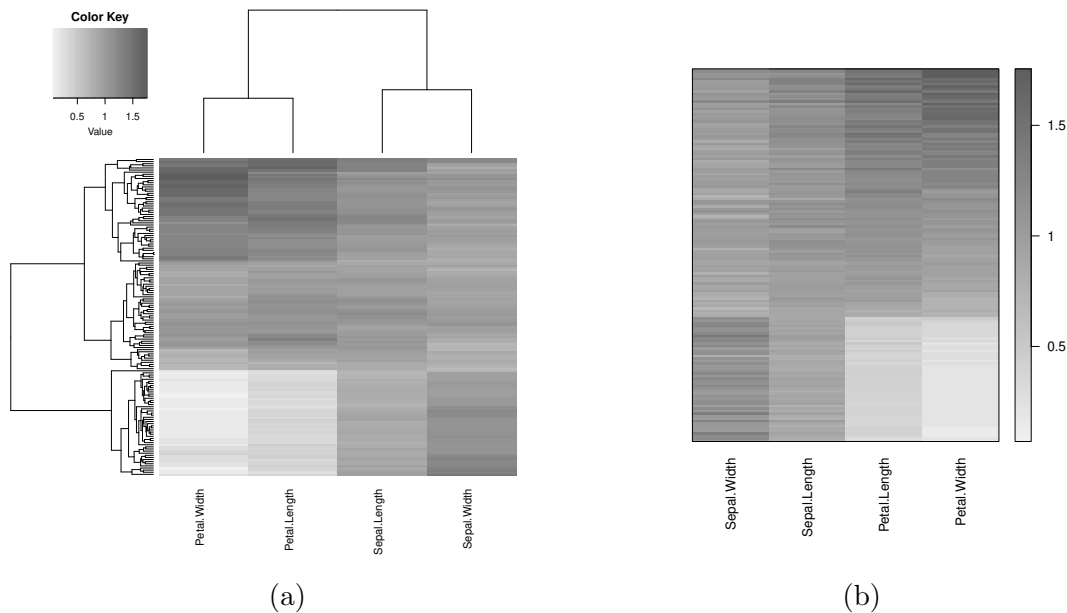 Color Key
0.5 1 1.5
Value
Petal.Width
Petal.Length
Sepal.Length
Sepal.Width
(a)
1.5
1
0.5
Sepal.Width
Sepal.Length
Petal.Length
Petal.Width
(b)